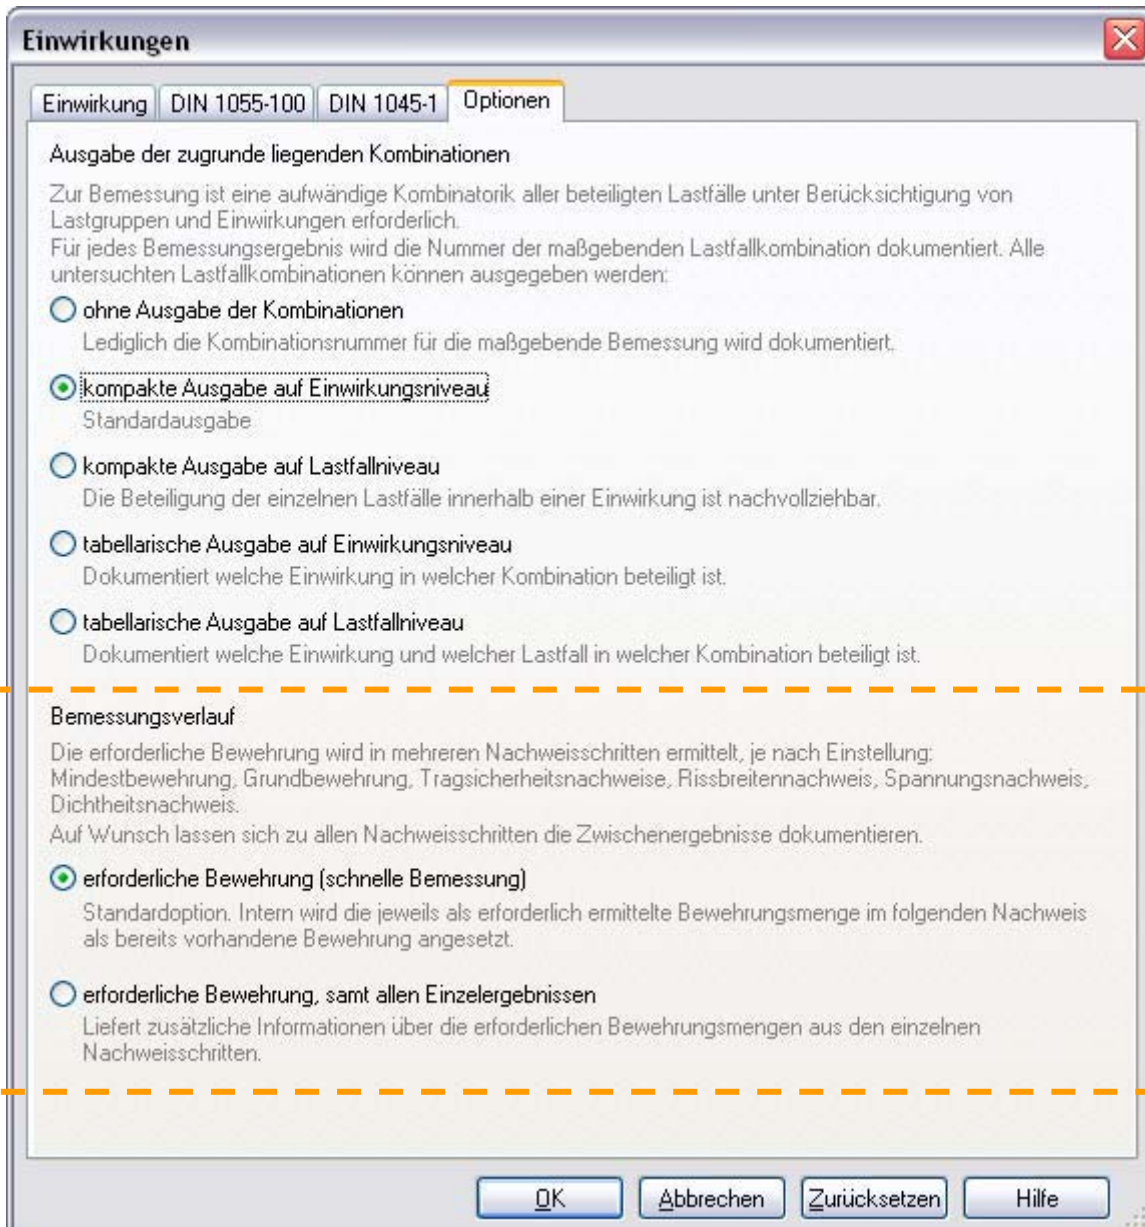 Einwirkungen
Einwirkung DIN 1055-100 DIN 1045-1 Optionen
Ausgabe der zugrunde liegenden Kombinationen
Zur Bemessung ist eine aufwändige Kombinatorik aller beteiligten Lastfälle unter Berücksichtigung von
Lastgruppen und Einwirkungen erforderlich.
Für jedes Bemessungsergebnis wird die Nummer der maßgebenden Lastfallkombination dokumentiert. Alle
untersuchten Lastfallkombinationen können ausgegeben werden:
ohne Ausgabe der Kombinationen
Lediglich die Kombinationsnummer für die maßgebende Bemessung wird dokumentiert.
kompakte Ausgabe auf Einwirkungsniveau
Standardausgabe
kompakte Ausgabe auf Lastfallniveau
Die Beteiligung der einzelnen Lastfälle innerhalb einer Einwirkung ist nachvollziehbar.
tabellarische Ausgabe auf Einwirkungsniveau
Dokumentiert welche Einwirkung in welcher Kombination beteiligt ist.
tabellarische Ausgabe auf Lastfallniveau
Dokumentiert welche Einwirkung und welcher Lastfall in welcher Kombination beteiligt ist.
Bemessungsverlauf
Die erforderliche Bewehrung wird in mehreren Nachweisschritten ermittelt, je nach Einstellung:
Mindestbewehrung, Grundbewehrung, Tragsicherheitsnachweise, Rissbreitennachweis, Spannungsnachweis,
Dichtheitsnachweis.
Auf Wunsch lassen sich zu allen Nachweisschritten die Zwischenergebnisse dokumentieren.
erforderliche Bewehrung (schnelle Bemessung)
Standardoption. Intern wird die jeweils als erforderlich ermittelte Bewehrungsmenge im folgenden Nachweis
als bereits vorhandene Bewehrung angesetzt.
erforderliche Bewehrung, samt allen Einzelergebnissen
Liefert zusätzliche Informationen über die erforderlichen Bewehrungsmengen aus den einzelnen
Nachweisschritten.
OK Abbrechen Zurücksetzen Hilfe